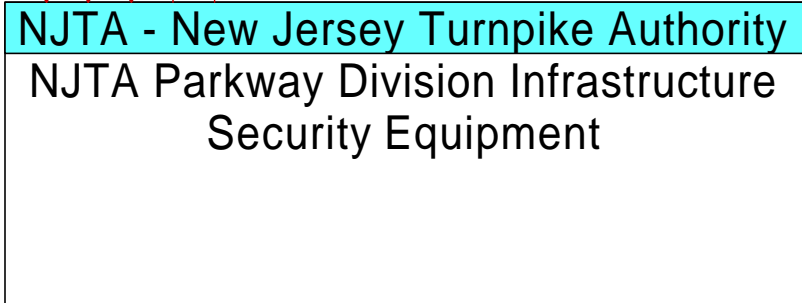 NJTA - New Jersey Turnpike Authority
NJTA Parkway Division Infrastructure
Security Equipment